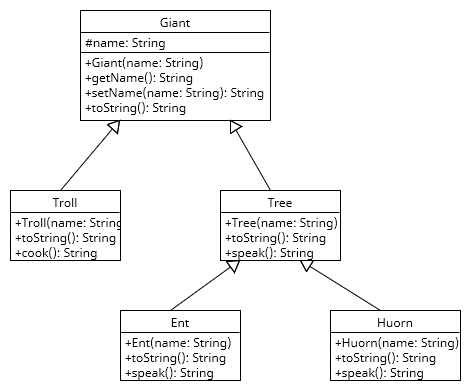 Giant
#name: String
+Giant(name: String)
+getName(): String
+setName(name: String): String
+toString(): String
Troll
+Troll(name: String
+toString(): String
+cook(): String
Tree
+Tree(name: String)
+toString(): String
+speak(): String
Ent
+Ent(name: String)
+toString(): String
+speak(): String
Huorn
+Huorn(name: String)
+toString(): String
+speak(): String